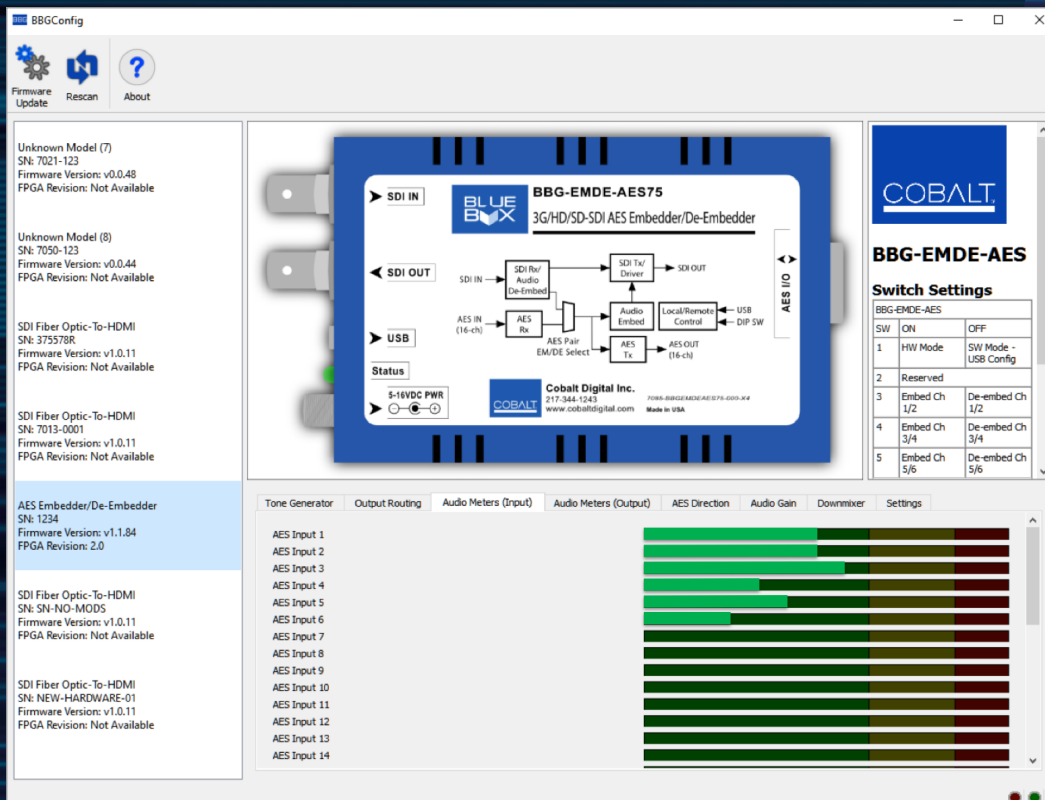 BBG BBGConfig
Firmware
Update
Rescan
?
About
Unknown Model (7)
SN: 7021-123
Firmware Version: v0.0.48
FPGA Revision: Not Available
Unknown Model (8)
SN: 7050-123
Firmware Version: v0.0.44
FPGA Revision: Not Available
SDI Fiber Optic-To-HDMI
SN: 375578R
Firmware Version: v1.0.11
FPGA Revision: Not Available
SDI Fiber Optic-To-HDMI
SN: 7013-0001
Firmware Version: v1.0.11
FPGA Revision: Not Available
AES Embedder/De-Embedder
SN: 1234
Firmware Version: v1.1.84
FPGA Revision: 2.0
SDI Fiber Optic-To-HDMI
SN: SN-NO-MODS
Firmware Version: v1.0.11
FPGA Revision: Not Available
SDI Fiber Optic-To-HDMI
SN: NEW-HARDWARE-01
Firmware Version: v1.0.11
FPGA Revision: Not Available
SDI IN
SDI OUT
USB
Status
5-16VDC PWR
BLUE
BOX
BBG-EMDE-AES75
3G/HD/SD-SDI AES Embedder/De-Embedder
SDI IN
SDI Rx/
Audio
De-Embed
SDI Tx/
Driver
SDI OUT
AES IN
(16-ch)
AES
Rx
AES Pair
EM/DE Select
Audio
Embed
Local/Remote
Control
USB
DIP SW
AES
Tx
AES OUT
(16-ch)
AES I/O
COBALT
Cobalt Digital Inc.
217-344-1243
www.cobaltdigital.com
7085-BBGEMDEAES75-000-X4
Made in USA
COBALT
BBG-EMDE-AES
Switch Settings
BBG-EMDE-AES
SW ON OFF
1 HW Mode SW Mode -
USB Config
2 Reserved
3 Embed Ch De-embed Ch
1/2 1/2
4 Embed Ch De-embed Ch
3/4 3/4
5 Embed Ch De-embed Ch
5/6 5/6
Tone Generator Output Routing Audio Meters (Input) Audio Meters (Output) AES Direction Audio Gain Downmixer Settings
AES Input 1
AES Input 2
AES Input 3
AES Input 4
AES Input 5
AES Input 6
AES Input 7
AES Input 8
AES Input 9
AES Input 10
AES Input 11
AES Input 12
AES Input 13
AES Input 14